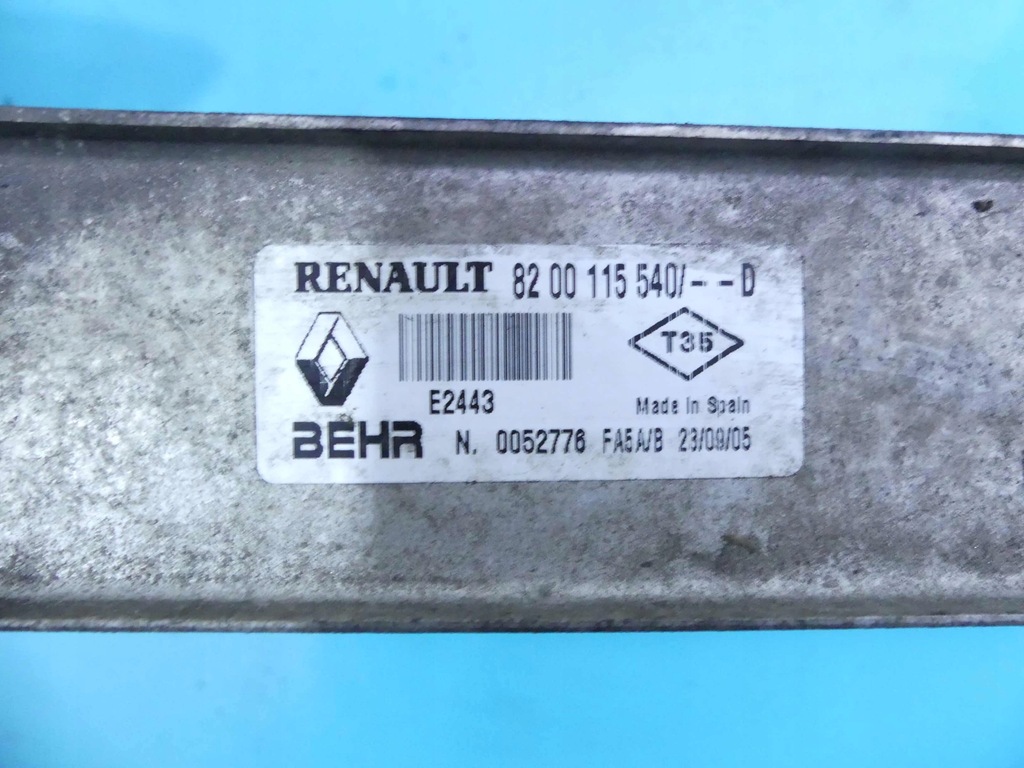 RENAULT 82 00 115 540/-- -D
T35
E2443
Made in Spain
BEHR N. 0052776 FA5A/B 23/09/05